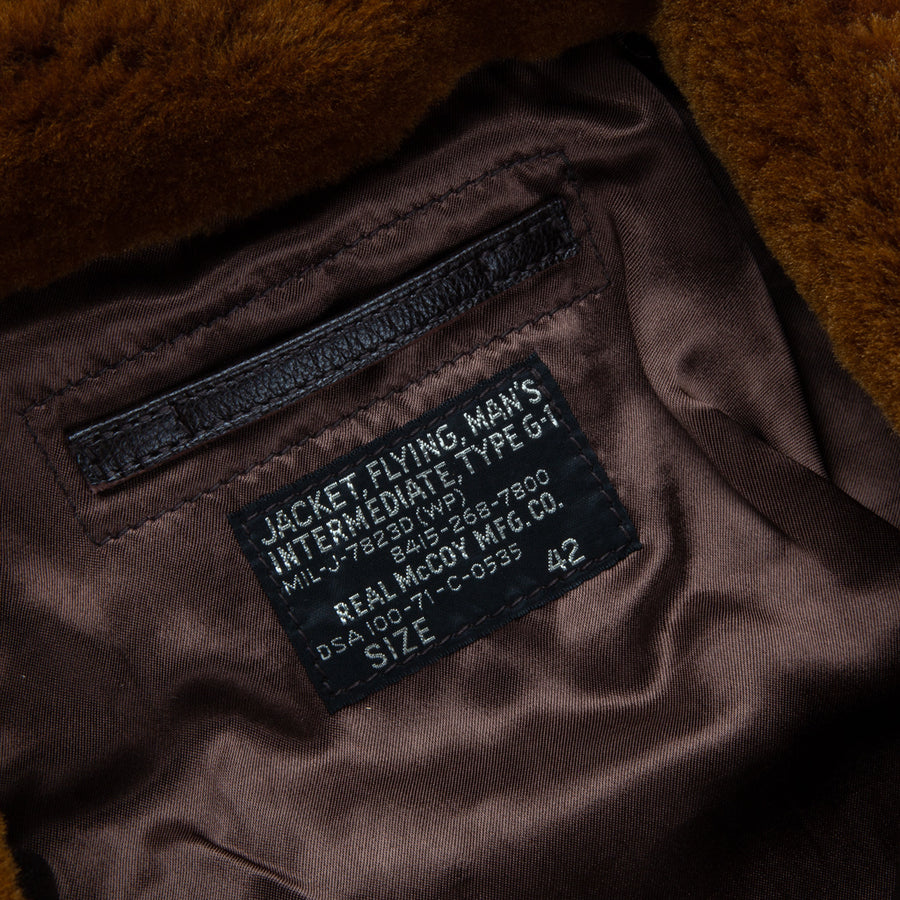 JACKET, FLYING, MAN'S
INTERMEDIATE, TYPE G-1
MIL-J-7823D(WP)
8415-268-7800
REAL McCOY MFG. CO.
DSA 100-71-C-0535
SIZE 42